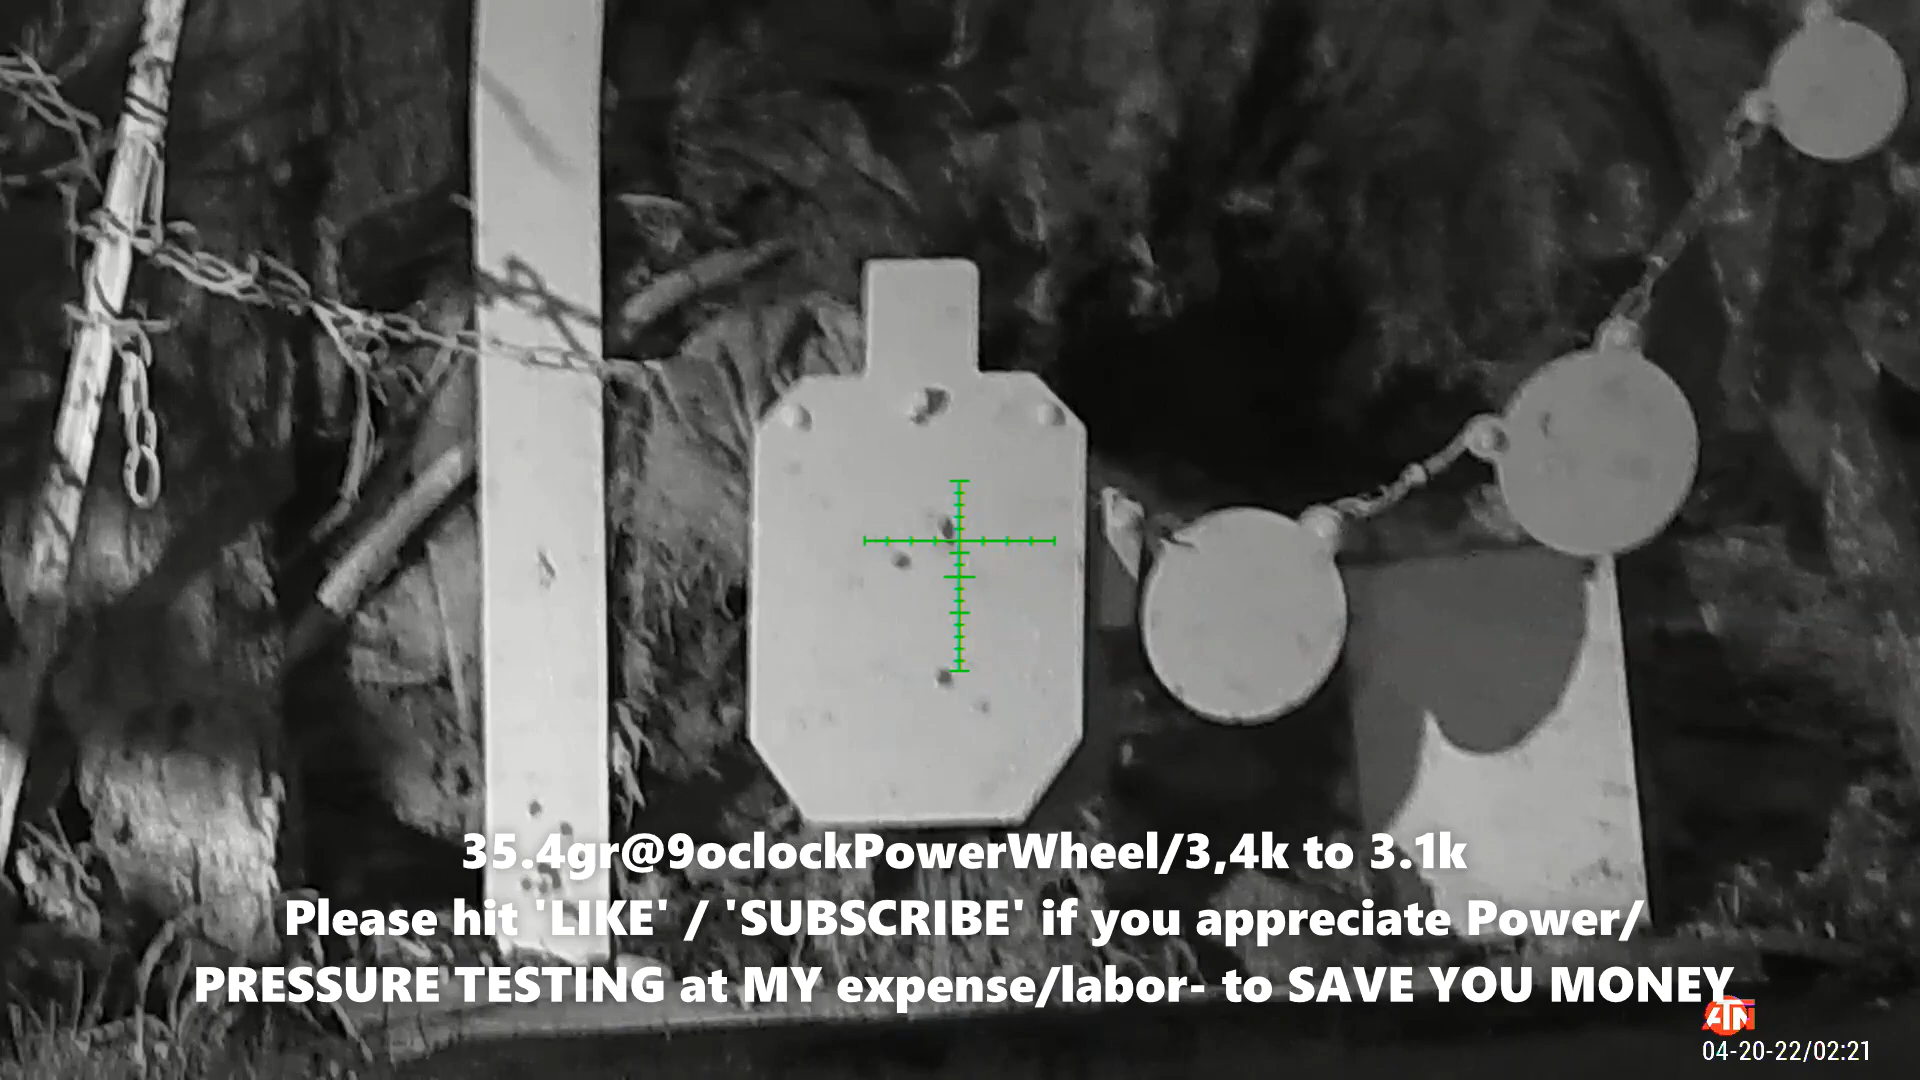 35.4gr@9oclockPowerWheel/3,4k to 3.1k
Please hit 'LIKE' / 'SUBSCRIBE' if you appreciate Power/
PRESSURE TESTING at MY expense/labor- to SAVE YOU MONEY
ATN
04-20-22/02:21